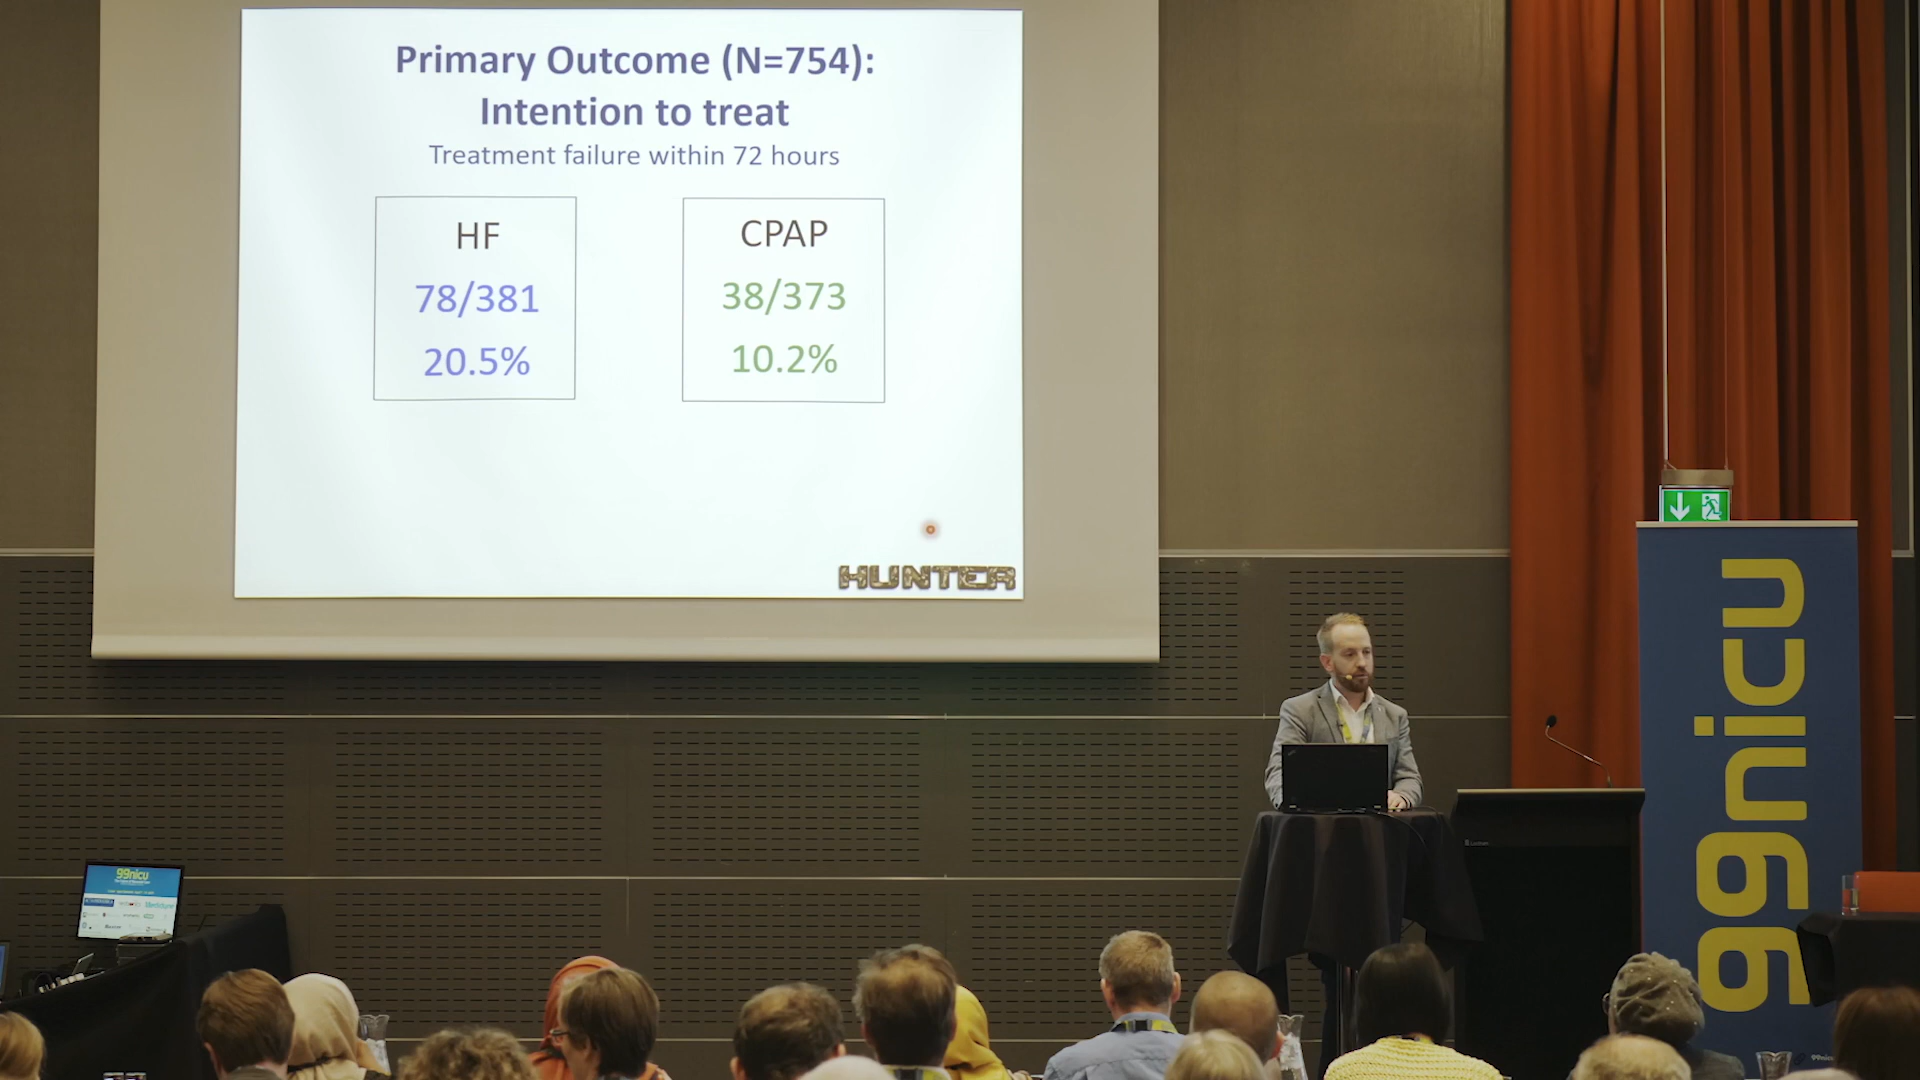 Primary Outcome (N=754):
Intention to treat
Treatment failure within 72 hours
HF
78/381
20.5%
CPAP
38/373
10.2%
HUNTER
99nicu
99nicu